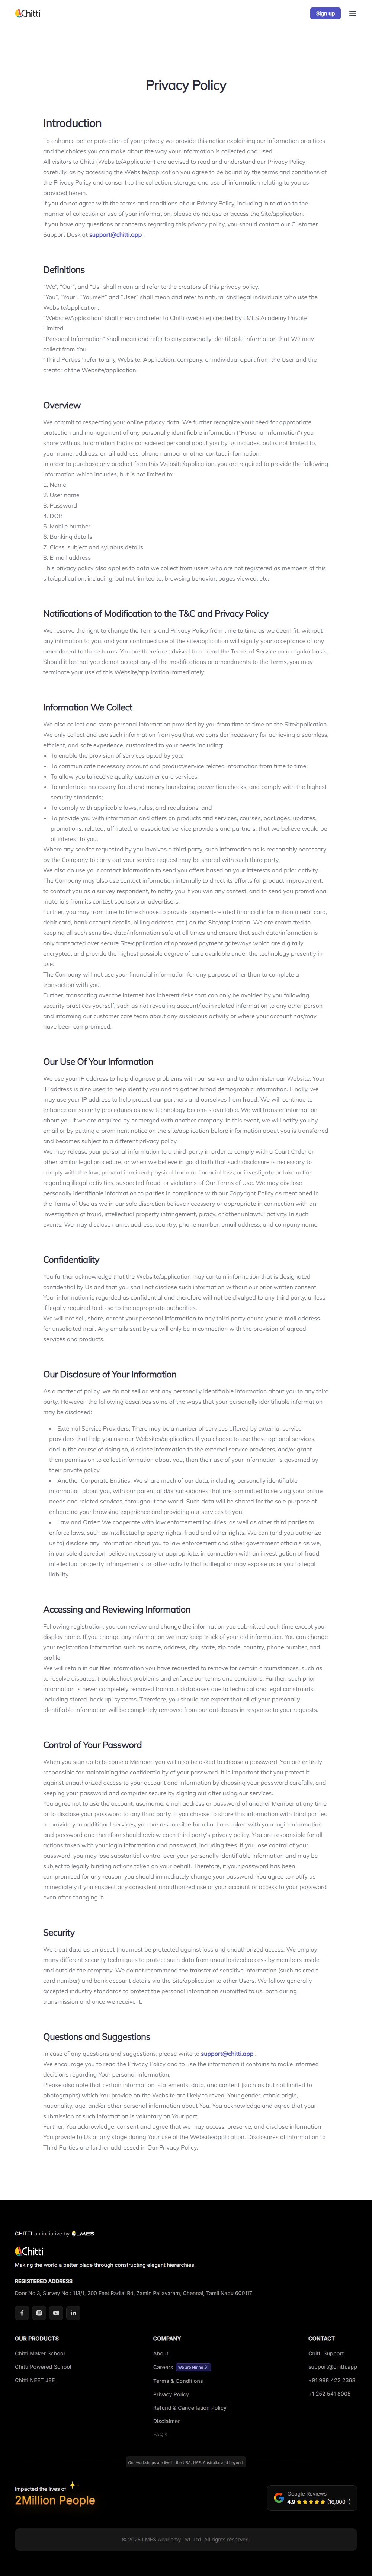 Chitti
Sign up
Privacy Policy
Introduction
To enhance better protection of your privacy we provide this notice explaining our information practices
and the choices you can make about the way your information is collected and used.
All visitors to Chitti (Website/Application) are advised to read and understand our Privacy Policy
carefully, as by accessing the Website/application you agree to be bound by the terms and conditions of
the Privacy Policy and consent to the collection, storage, and use of information relating to you as
provided herein.
If you do not agree with the terms and conditions of our Privacy Policy, including in relation to the
manner of collection or use of your information, please do not use or access the Site/application.
If you have any questions or concerns regarding this privacy policy, you should contact our Customer
Support Desk at support@chitti.app .
Definitions
“We”, “Our”, and “Us” shall mean and refer to the creators of this privacy policy.
“You”, “Your”, “Yourself” and “User” shall mean and refer to natural and legal individuals who use the
Website/application.
“Website/Application” shall mean and refer to Chitti (website) created by LMES Academy Private
Limited.
“Personal Information” shall mean and refer to any personally identifiable information that We may
collect from You.
“Third Parties” refer to any Website, Application, company, or individual apart from the User and the
creator of the Website/application.
Overview
We commit to respecting your online privacy data. We further recognize your need for appropriate
protection and management of any personally identifiable information (“Personal Information”) you
share with us. Information that is considered personal about you by us includes, but is not limited to,
your name, address, email address, phone number or other contact information.
In order to purchase any product from this Website/application, you are required to provide the following
information which includes, but is not limited to:
1. Name
2. User name
3. Password
4. DOB
5. Mobile number
6. Banking details
7. Class, subject and syllabus details
8. E-mail address
This privacy policy also applies to data we collect from users who are not registered as members of this
site/application, including, but not limited to, browsing behavior, pages viewed, etc.
Notifications of Modification to the T&C and Privacy Policy
We reserve the right to change the Terms and Privacy Policy from time to time as we deem fit, without
any intimation to you, and your continued use of the site/application will signify your acceptance of any
amendment to these terms. You are therefore advised to re-read the Terms of Service on a regular basis.
Should it be that you do not accept any of the modifications or amendments to the Terms, you may
terminate your use of this Website/application immediately.
Information We Collect
We also collect and store personal information provided by you from time to time on the Site/application.
We only collect and use such information from you that we consider necessary for achieving a seamless,
efficient; and safe experience, customized to your needs including:
• To enable the provision of services opted by you;
• To communicate necessary account and product/service related information from time to time;
• To allow you to receive quality customer care services;
• To undertake necessary fraud and money laundering prevention checks, and comply with the highest
security standards;
• To comply with applicable laws, rules, and regulations; and
• To provide you with information and offers on products and services, courses, packages, updates,
promotions, related, affiliated, or associated service providers and partners, that we believe would be
of interest to you.
Where any service requested by you involves a third party, such information as is reasonably necessary
by the Company to carry out your service request may be shared with such third party.
We also do use your contact information to send you offers based on your interests and prior activity.
The Company may also use contact information internally to direct its efforts for product improvement,
to contact you as a survey respondent, to notify you if you win any contest; and to send you promotional
materials from its contest sponsors or advertisers.
Further, you may from time to time choose to provide payment-related financial information (credit card,
debit card, bank account details, billing address, etc.) on the Site/application. We are committed to
keeping all such sensitive data/information safe at all times and ensure that such data/information is
only transacted over secure Site/application of approved payment gateways which are digitally
encrypted, and provide the highest possible degree of care available under the technology presently in
use.
The Company will not use your financial information for any purpose other than to complete a
transaction with you.
Further, transacting over the internet has inherent risks that can only be avoided by you following
security practices yourself, such as not revealing account/login related information to any other person
and informing our customer care team about any suspicious activity or where your account has/may
have been compromised.
Our Use Of Your Information
We use your IP address to help diagnose problems with our server and to administer our Website. Your
IP address is also used to help identify you and to gather broad demographic information. Finally, we
may use your IP address to help protect our partners and ourselves from fraud. We will continue to
enhance our security procedures as new technology becomes available. We will transfer information
about you if we are acquired by or merged with another company. In this event, we will notify you by
email or by putting a prominent notice on the site/application before information about you is transferred
and becomes subject to a different privacy policy.
We may release your personal information to a third-party in order to comply with a Court Order or
other similar legal procedure, or when we believe in good faith that such disclosure is necessary to
comply with the law; prevent imminent physical harm or financial loss; or investigate or take action
regarding illegal activities, suspected fraud, or violations of Our Terms of Use. We may disclose
personally identifiable information to parties in compliance with our Copyright Policy as mentioned in
the Terms of Use as we in our sole discretion believe necessary or appropriate in connection with an
investigation of fraud, intellectual property infringement, piracy, or other unlawful activity. In such
events, We may disclose name, address, country, phone number, email address, and company name.
Confidentiality
You further acknowledge that the Website/application may contain information that is designated
confidential by Us and that you shall not disclose such information without our prior written consent.
Your information is regarded as confidential and therefore will not be divulged to any third party, unless
if legally required to do so to the appropriate authorities.
We will not sell, share, or rent your personal information to any third party or use your e-mail address
for unsolicited mail. Any emails sent by us will only be in connection with the provision of agreed
services and products.
Our Disclosure of Your Information
As a matter of policy, we do not sell or rent any personally identifiable information about you to any third
party. However, the following describes some of the ways that your personally identifiable information
may be disclosed:
• External Service Providers: There may be a number of services offered by external service
providers that help you use our Websites/application. If you choose to use these optional services,
and in the course of doing so, disclose information to the external service providers, and/or grant
them permission to collect information about you, then their use of your information is governed by
their private policy.
• Another Corporate Entities: We share much of our data, including personally identifiable
information about you, with our parent and/or subsidiaries that are committed to serving your online
needs and related services, throughout the world. Such data will be shared for the sole purpose of
enhancing your browsing experience and providing our services to you.
• Law and Order: We cooperate with law enforcement inquiries, as well as other third parties to
enforce laws, such as intellectual property rights, fraud and other rights. We can (and you authorize
us to) disclose any information about you to law enforcement and other government officials as we,
in our sole discretion, believe necessary or appropriate, in connection with an investigation of fraud,
intellectual property infringements, or other activity that is illegal or may expose us or you to legal
liability.
Accessing and Reviewing Information
Following registration, you can review and change the information you submitted each time except your
display name. If you change any information we may keep track of your old information. You can change
your registration information such as name, address, city, state, zip code, country, phone number, and
profile.
We will retain in our files information you have requested to remove for certain circumstances, such as
to resolve disputes, troubleshoot problems and enforce our terms and conditions. Further, such prior
information is never completely removed from our databases due to technical and legal constraints,
including stored ‘back up’ systems. Therefore, you should not expect that all of your personally
identifiable information will be completely removed from our databases in response to your requests.
Control of Your Password
When you sign up to become a Member, you will also be asked to choose a password. You are entirely
responsible for maintaining the confidentiality of your password. It is important that you protect it
against unauthorized access to your account and information by choosing your password carefully, and
keeping your password and computer secure by signing out after using our services.
You agree not to use the account, username, email address or password of another Member at any time
or to disclose your password to any third party. If you choose to share this information with third parties
to provide you additional services, you are responsible for all actions taken with your login information
and password and therefore should review each third party's privacy policy. You are responsible for all
actions taken with your login information and password, including fees. If you lose control of your
password, you may lose substantial control over your personally identifiable information and may be
subject to legally binding actions taken on your behalf. Therefore, if your password has been
compromised for any reason, you should immediately change your password. You agree to notify us
immediately if you suspect any consistent unauthorized use of your account or access to your password
even after changing it.
Security
We treat data as an asset that must be protected against loss and unauthorized access. We employ
many different security techniques to protect such data from unauthorized access by members inside
and outside the company. We do not recommend the transfer of sensitive information (such as credit
card number) and bank account details via the Site/application to other Users. We follow generally
accepted industry standards to protect the personal information submitted to us, both during
transmission and once we receive it.
Questions and Suggestions
In case of any questions and suggestions, please write to support@chitti.app .
We encourage you to read the Privacy Policy and to use the information it contains to make informed
decisions regarding Your personal information.
Please also note that certain information, statements, data, and content (such as but not limited to
photographs) which You provide on the Website are likely to reveal Your gender, ethnic origin,
nationality, age, and/or other personal information about You. You acknowledge and agree that your
submission of such information is voluntary on Your part.
Further, You acknowledge, consent and agree that we may access, preserve, and disclose information
You provide to Us at any stage during Your use of the Website/application. Disclosures of information to
Third Parties are further addressed in Our Privacy Policy.
CHITTI an initiative by LMES
Chitti
Making the world a better place through constructing elegant hierarchies.
REGISTERED ADDRESS
Door No.3, Survey No : 113/1, 200 Feet Radial Rd, Zamin Pallavaram, Chennai, Tamil Nadu 600117
OUR PRODUCTS
Chitti Maker School
Chitti Powered School
Chitti NEET JEE
COMPANY
About
Careers We are Hiring
Terms & Conditions
Privacy Policy
Refund & Cancellation Policy
Disclaimer
FAQ's
CONTACT
Chitti Support
support@chitti.app
+91 988 422 2368
+1 252 541 8005
Our workshops are live in the USA, UAE, Australia, and beyond.
Impacted the lives of
2Million People
Google Reviews
4.9 ★★★★★ (16,000+)
© 2025 LMES Academy Pvt. Ltd. All rights reserved.